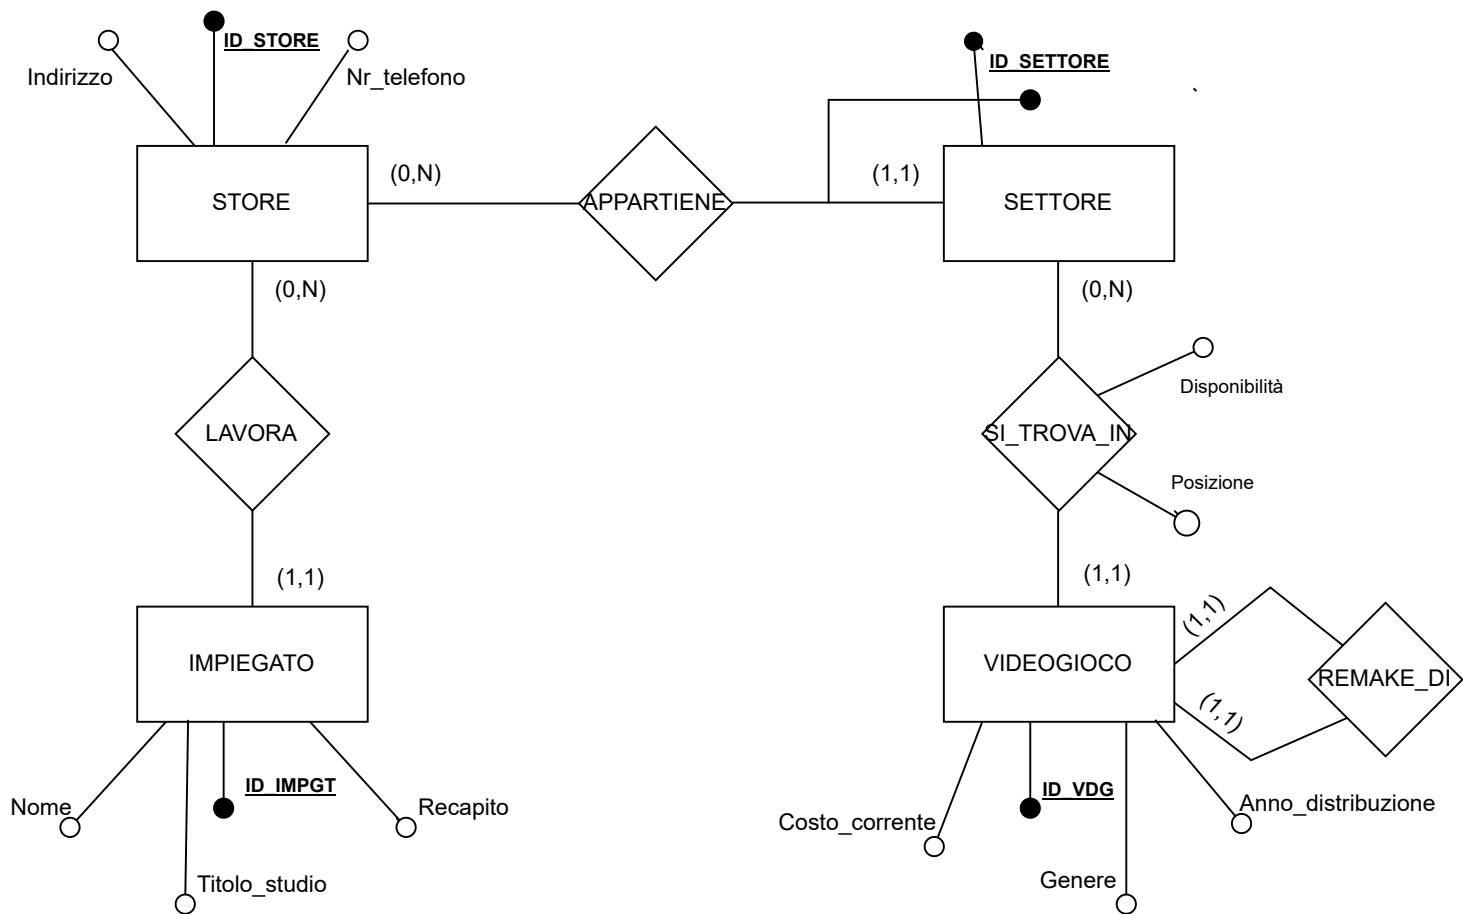 ID_STORE
Indirizzo
Nr_telefono
ID_SETTORE
STORE
(0,N)
APPARTIENE
(1,1)
SETTORE
(0,N)
(0,N)
Disponibilità
LAVORA
SI_TROVA_IN
Posizione
(1,1)
(1,1)
IMPIEGATO
VIDEOGIOCO
(1,1)
(1,1)
REMAKE_DI
Nome
ID_IMPGT
Recapito
Titolo_studio
Costo_corrente
ID_VDG
Anno_distribuzione
Genere